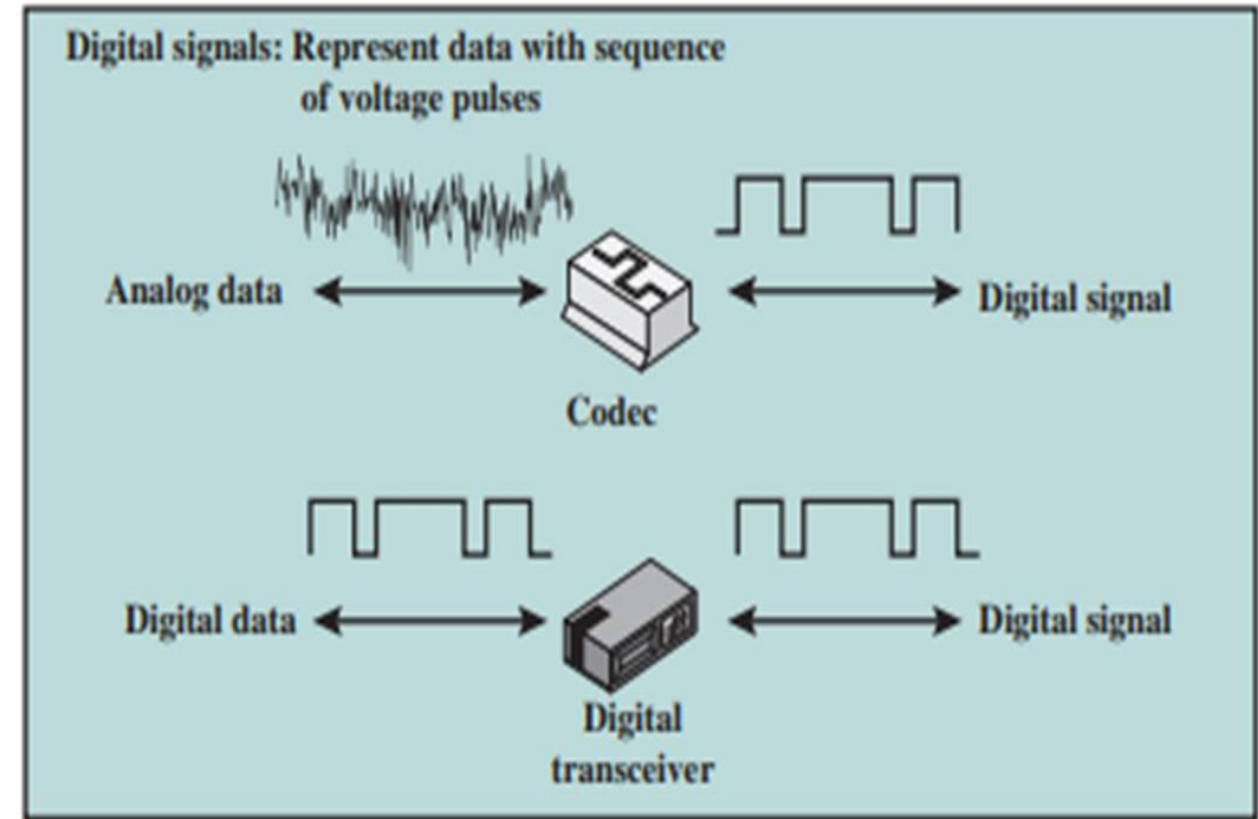 Digital signals: Represent data with sequence
of voltage pulses
Analog data
Digital signal
Codec
Digital data
Digital signal
Digital
transceiver